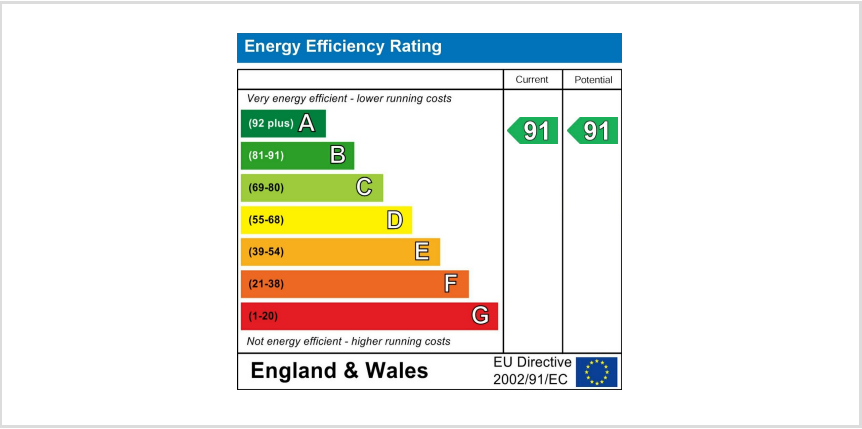 Energy Efficiency Rating
Current Potential
Very energy efficient - lower running costs
(92 plus) A
91 91
(81-91) B
(69-80) C
(55-68) D
(39-54) E
(21-38) F
(1-20) G
Not energy efficient - higher running costs
England & Wales
EU Directive
2002/91/EC